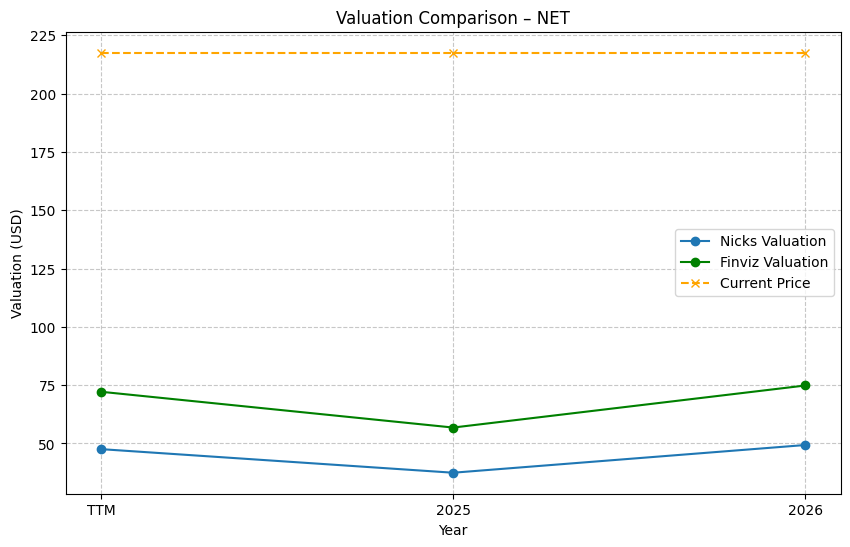 Valuation Comparison – NET
Valuation (USD)
225
200
175
150
125
100
75
50
Nicks Valuation
Finviz Valuation
Current Price
TTM
2025
2026
Year